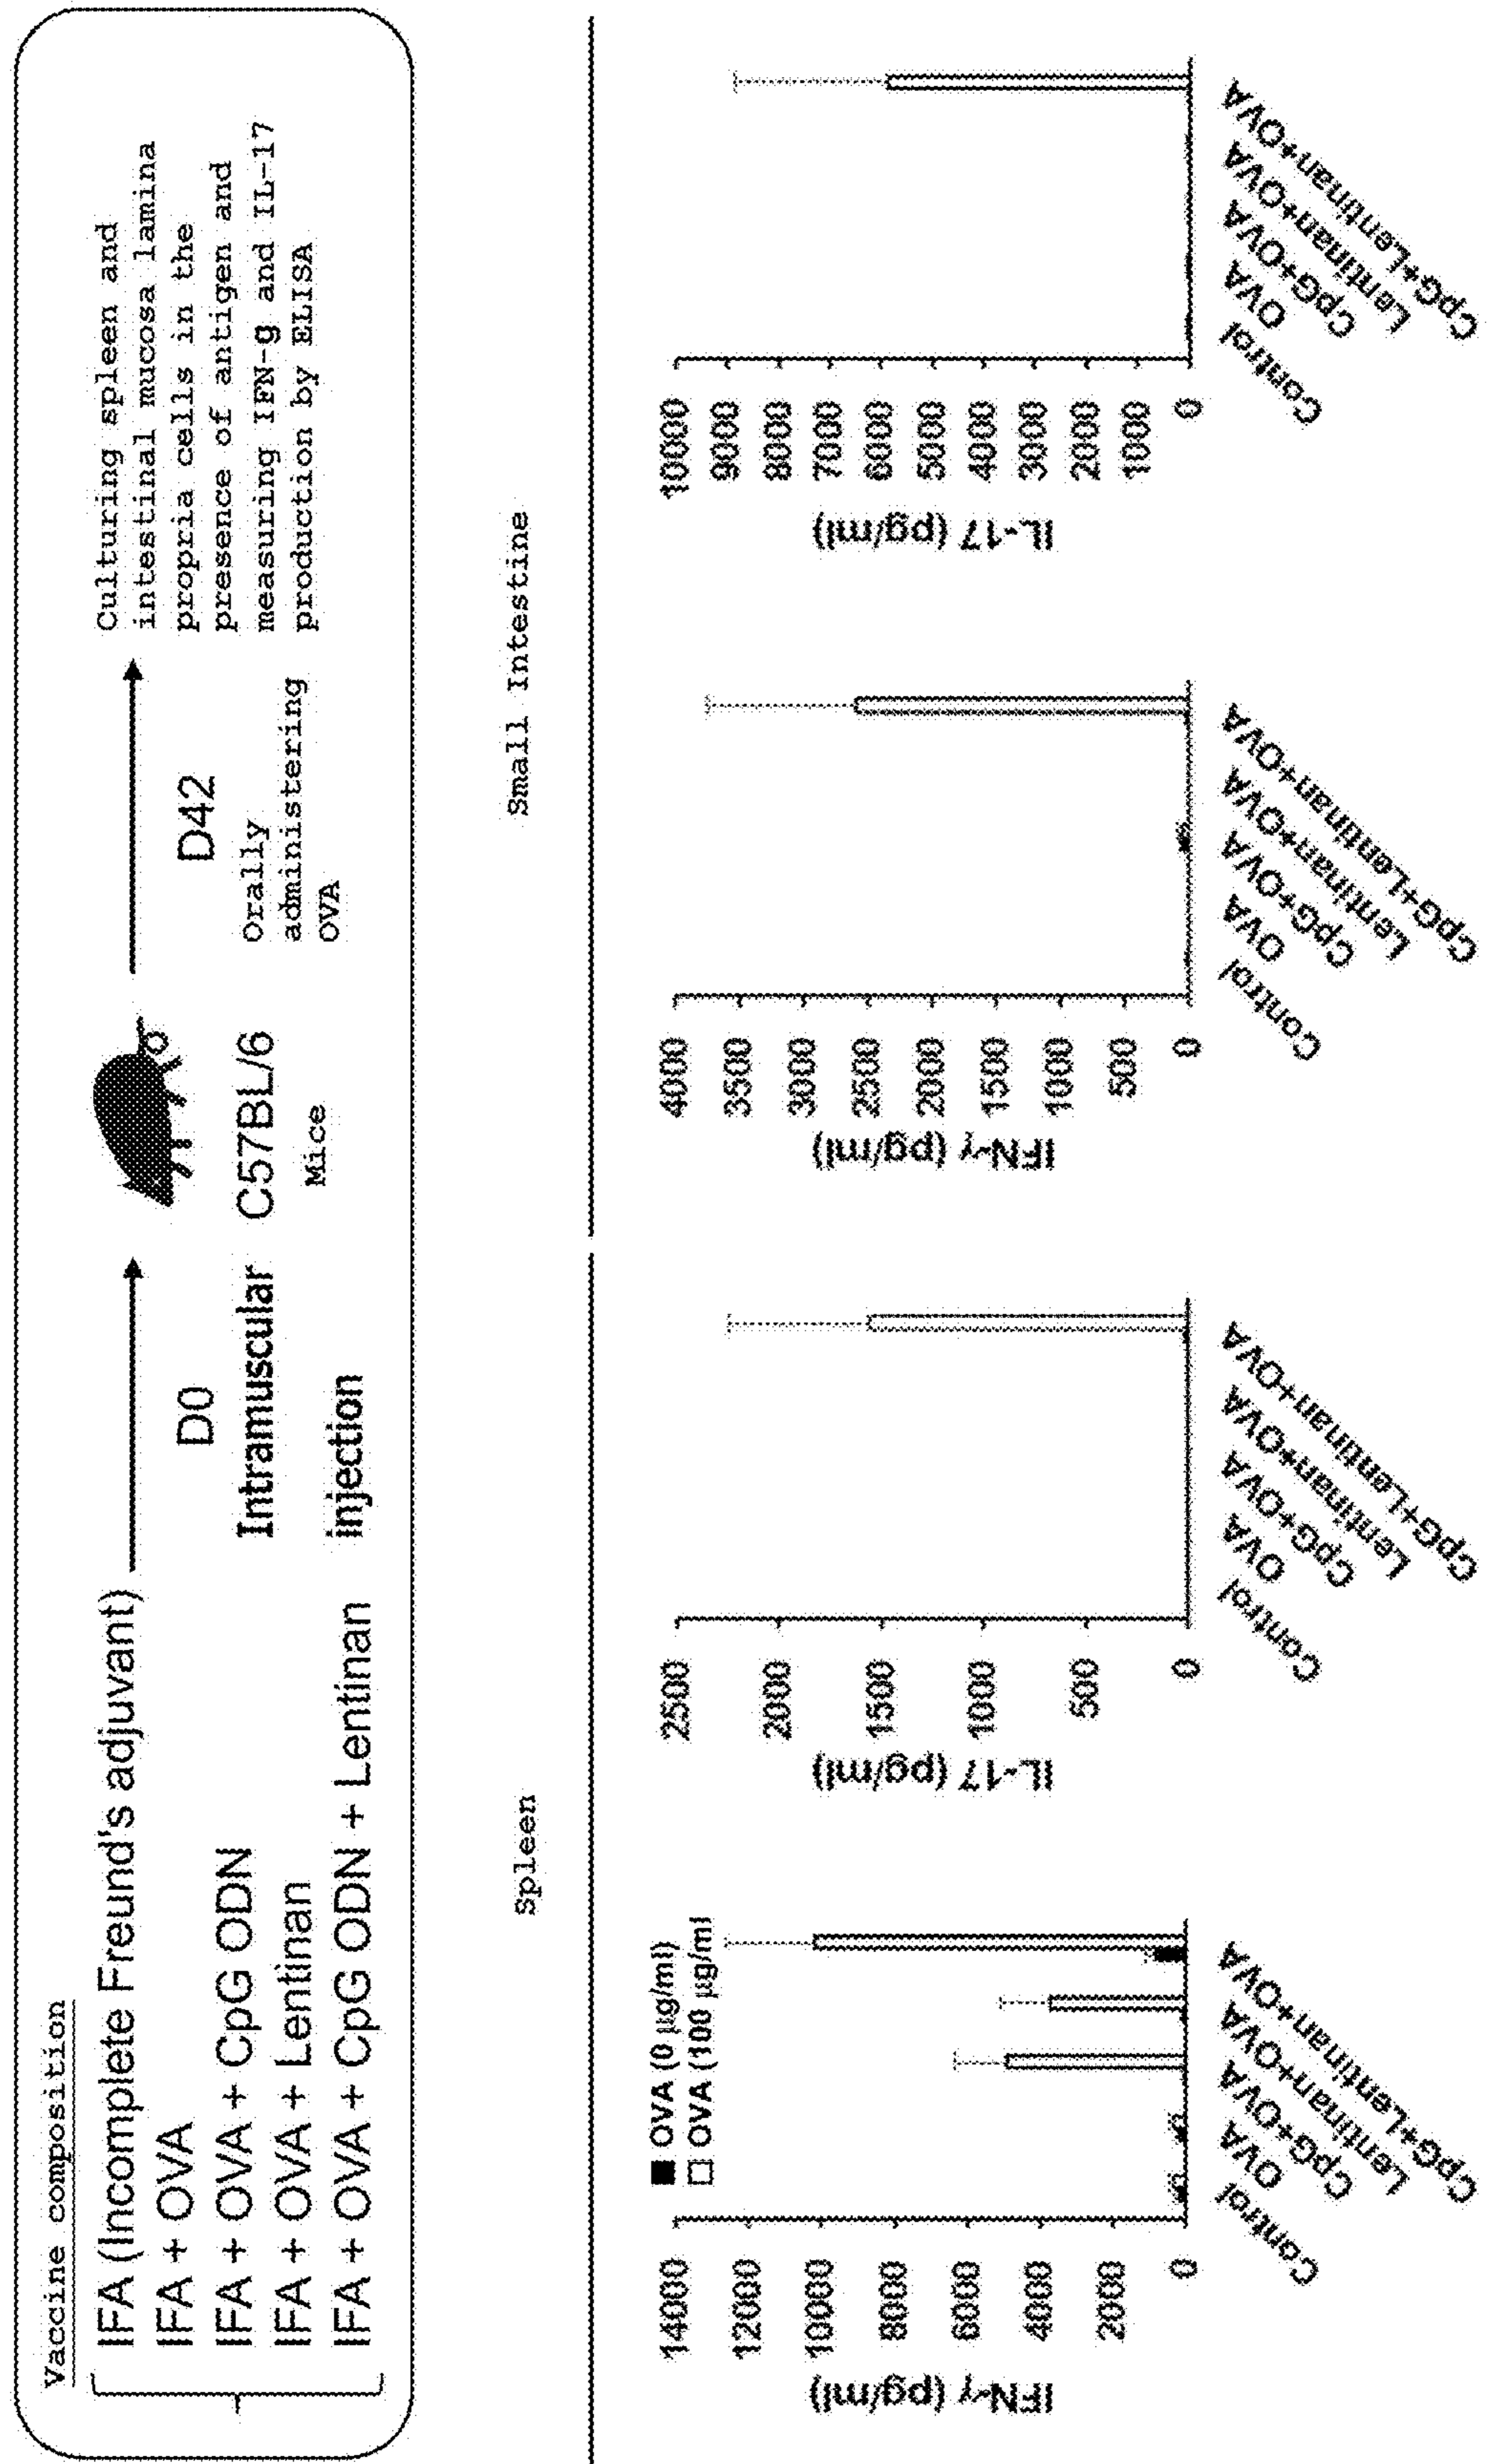 Vaccine composition
IFA (Incomplete Freund's adjuvant)
IFA + OVA
IFA + OVA + CpG ODN
IFA + OVA + Lentinan
IFA + OVA + CpG ODN + Lentinan
D0
Intramuscular
injection
C57BL/6
Mice
D42
Orally
administering
OVA
Culturing spleen and
intestinal mucosa lamina
propria cells in the
presence of antigen and
measuring IFN-g and IL-17
production by ELISA
Spleen
Small Intestine
OVA (0 µg/ml)
OVA (100 µg/ml
IFN-γ (pg/ml)
14000
12000
10000
8000
6000
4000
2000
0
Control
OVA
CpG+OVA
Lentinan+OVA
CpG+Lentinan+OVA
IL-17 (pg/ml)
2500
2000
1500
1000
500
0
Control
OVA
CpG+OVA
Lentinan+OVA
CpG+Lentinan+OVA
IFN-γ (pg/ml)
4000
3500
3000
2500
2000
1500
1000
500
0
Control
OVA
CpG+OVA
Lentinan+OVA
CpG+Lentinan+OVA
IL-17 (pg/ml)
10000
9000
8000
7000
6000
5000
4000
3000
2000
1000
0
Control
OVA
CpG+OVA
Lentinan+OVA
CpG+Lentinan+OVA